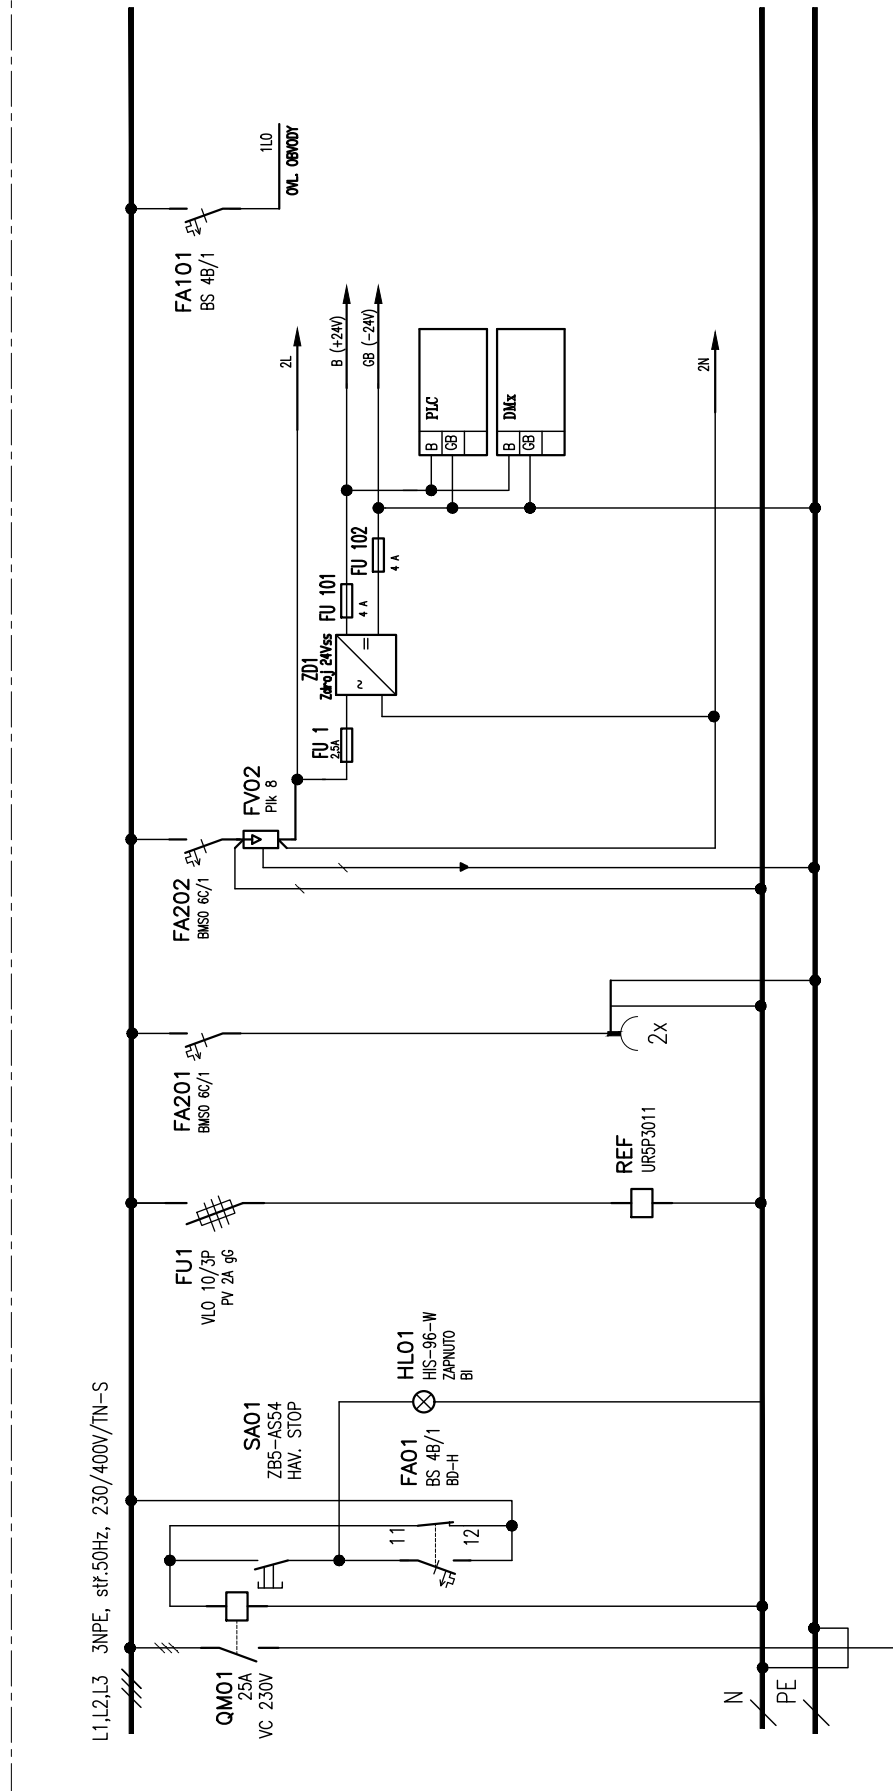 L1,L2,L3 3NPE, stř.50Hz, 230/400V/TN-S
QM01
25A
VC 230V
SA01
ZB5-AS54
HAV. STOP
11
12
FA01
BS 4B/1
BD-H
HL01
HIS-96-W
ZAPNUTO
BI
N
PE
FU1
VLO 10/3P
PV 2A gG
REF
UR5P3011
FA201
BMSO 6C/1
2x
FA202
BMSO 6C/1
FV02
Plk 8
FU 1
2,5A
ZD1
Zdroj 24Vss
~
=
FU 101
4 A
FU 102
4 A
2L
B (+24V)
GB (-24V)
PLC
B
GB
DMx
B
GB
2N
FA101
BS 4B/1
1L0
OVL. OBVODY